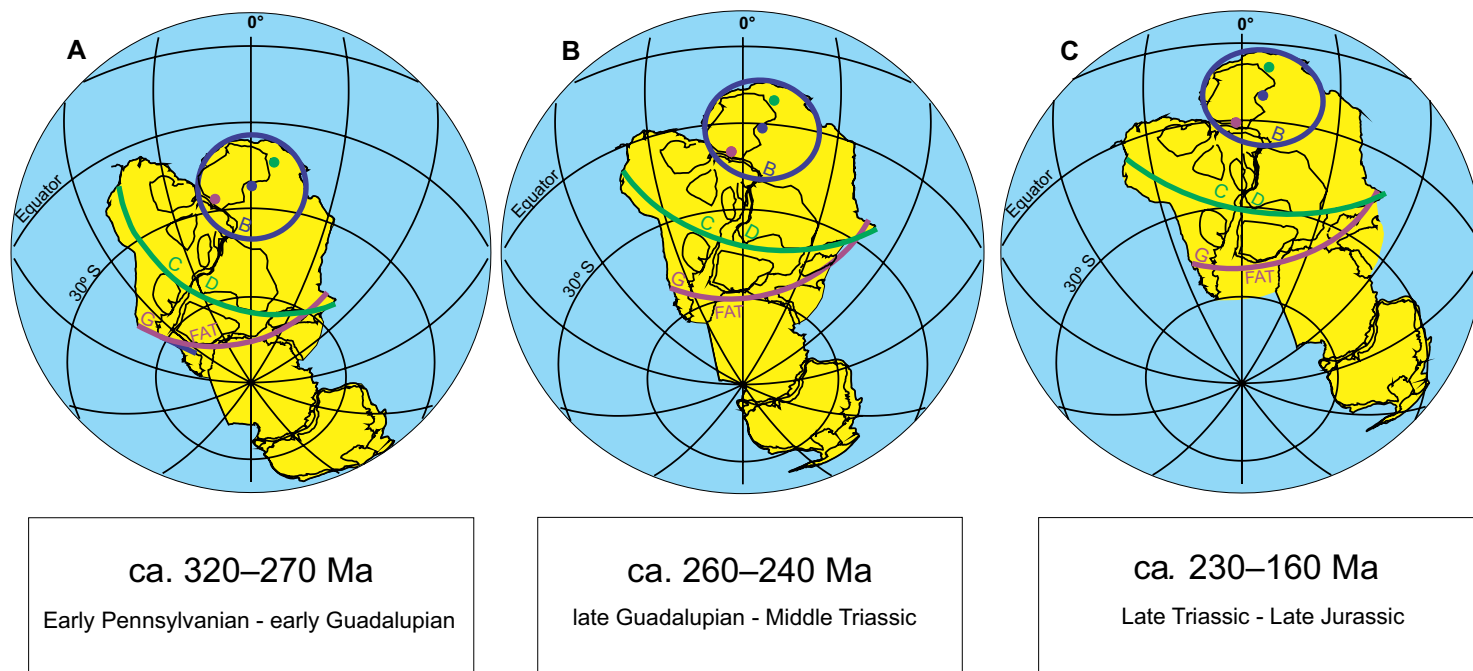 A
0°
Equator
30° S
B
C
D
G
FAT
ca. 320–270 Ma
Early Pennsylvanian - early Guadalupian
B
0°
Equator
30° S
B
C
D
G
FAT
ca. 260–240 Ma
late Guadalupian - Middle Triassic
C
0°
Equator
30° S
B
C
D
G
FAT
ca. 230–160 Ma
Late Triassic - Late Jurassic